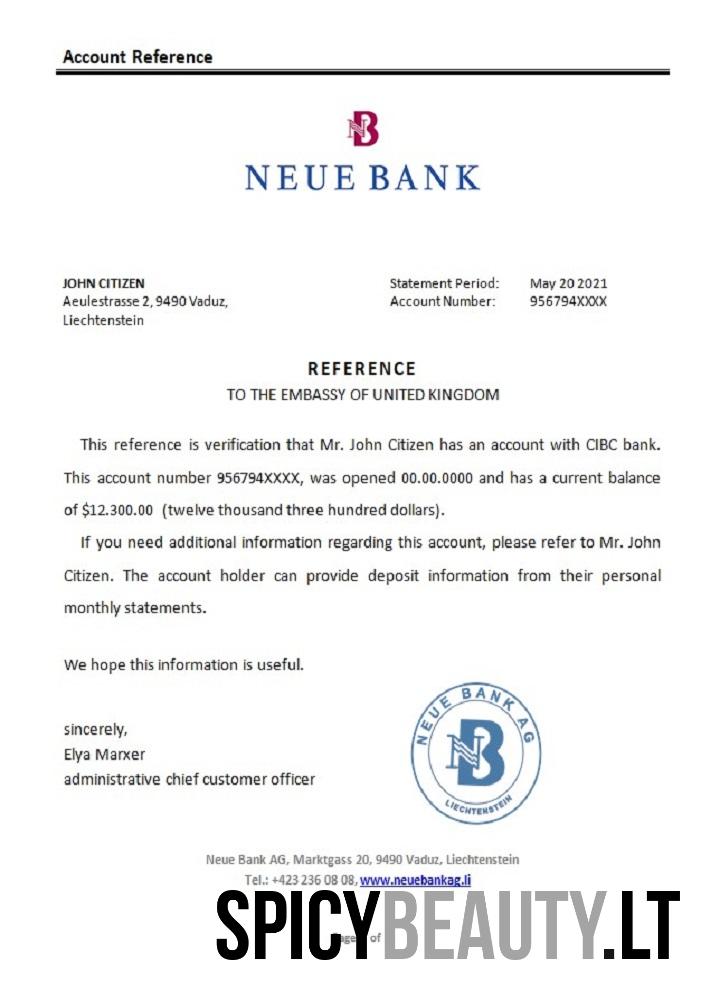 Account Reference
NB
NEUE BANK
JOHN CITIZEN
Aeulestrasse 2, 9490 Vaduz,
Liechtenstein
Statement Period: May 20 2021
Account Number: 956794XXXX
REFERENCE
TO THE EMBASSY OF UNITED KINGDOM
This reference is verification that Mr. John Citizen has an account with CIBC bank.
This account number 956794XXXX, was opened 00.00.0000 and has a current balance
of $12.300.00 (twelve thousand three hundred dollars).
If you need additional information regarding this account, please refer to Mr. John
Citizen. The account holder can provide deposit information from their personal
monthly statements.
We hope this information is useful.
sincerely,
Elya Marxer
administrative chief customer officer
NEUE BANK AG
NB
LIECHTENSTEIN
Neue Bank AG, Marktgass 20, 9490 Vaduz, Liechtenstein
Tel.: +423 236 08 08, www.neuebankag.li
SPICYBEAUTY.LT
of